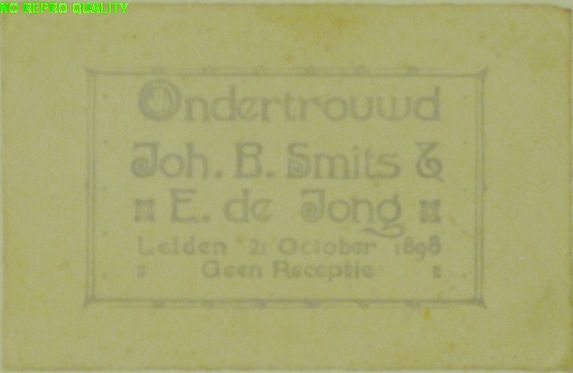 NO REPRO QUALITY
Ondertrouwd
Joh. B. Smits &
E. de Jong
Leiden 21 October 1898
Geen Receptie